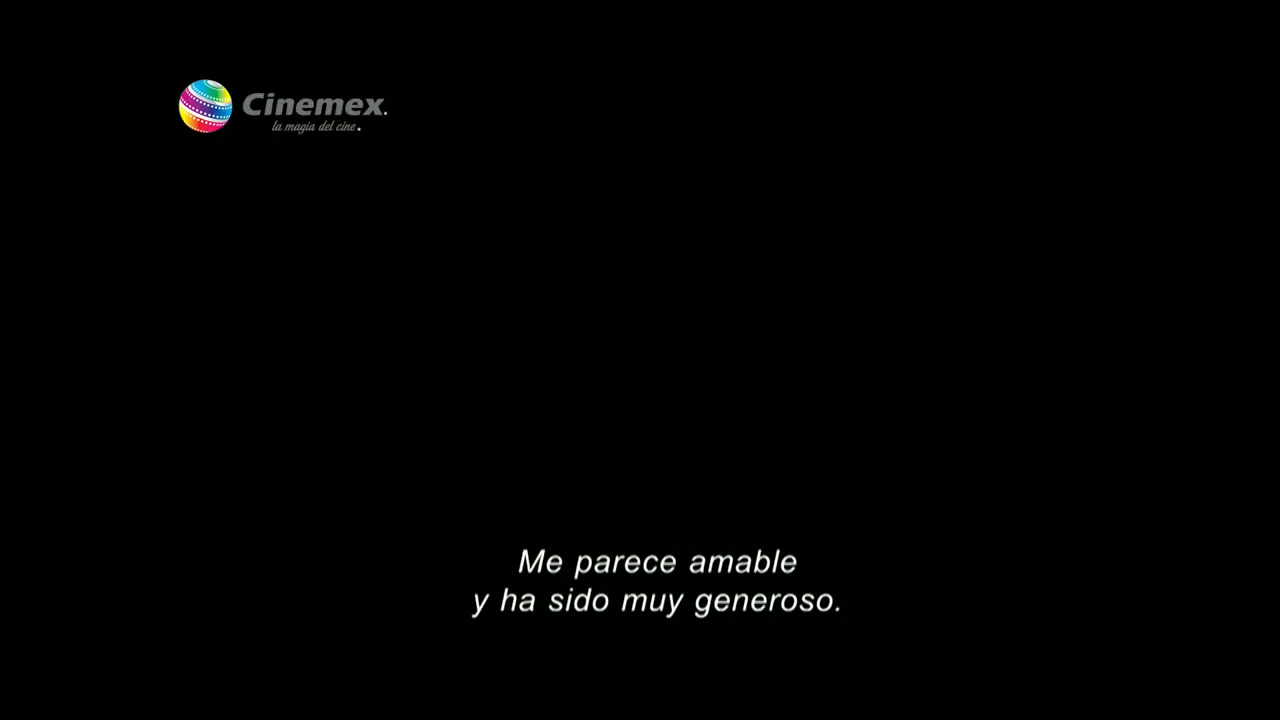 Cinemex.
la magia del cine.
Me parece amable
y ha sido muy generoso.